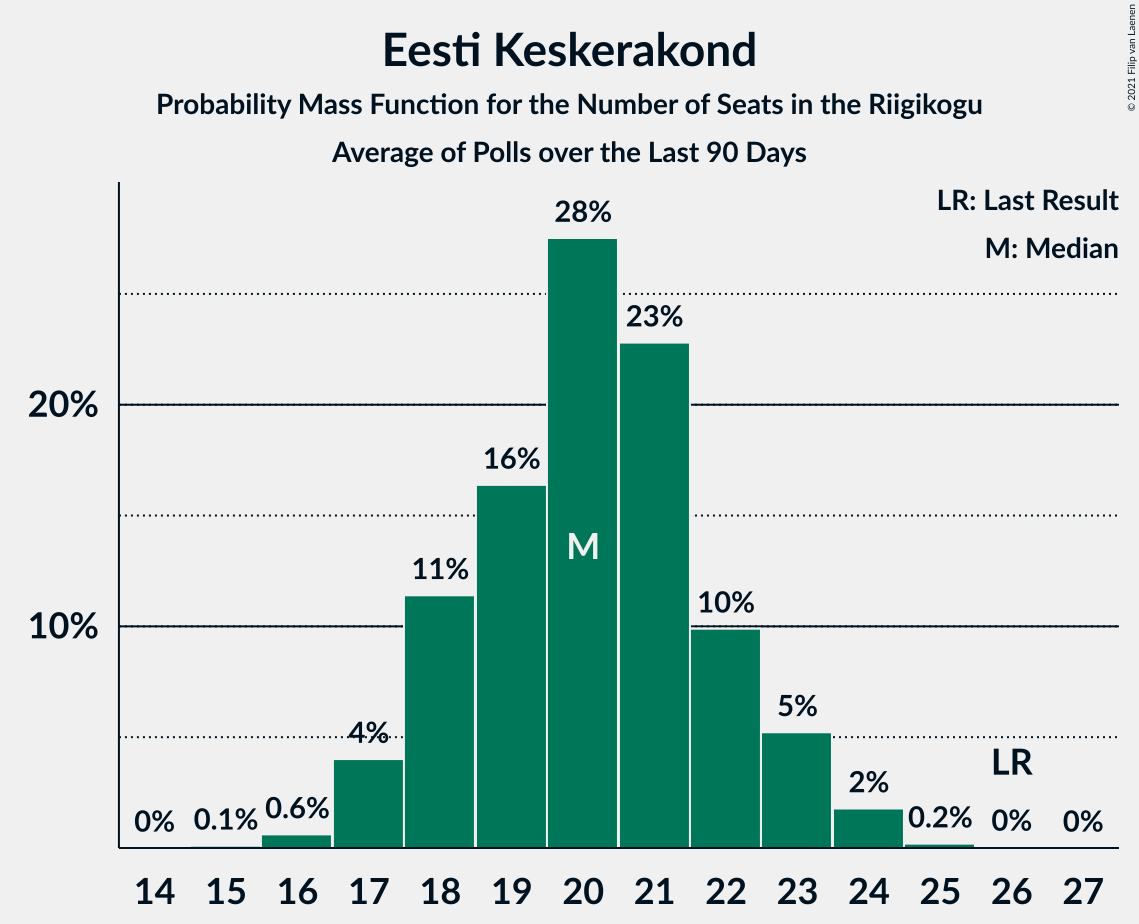 Eesti Keskerakond
Probability Mass Function for the Number of Seats in the Riigikogu
Average of Polls over the Last 90 Days
© 2021 Filip van Laenen
LR: Last Result
M: Median
28%
23%
20%
16%
M
11%
10%
10%
5%
4%
LR
2%
0% 0.1% 0.6% 0.2% 0% 0%
14 15 16 17 18 19 20 21 22 23 24 25 26 27